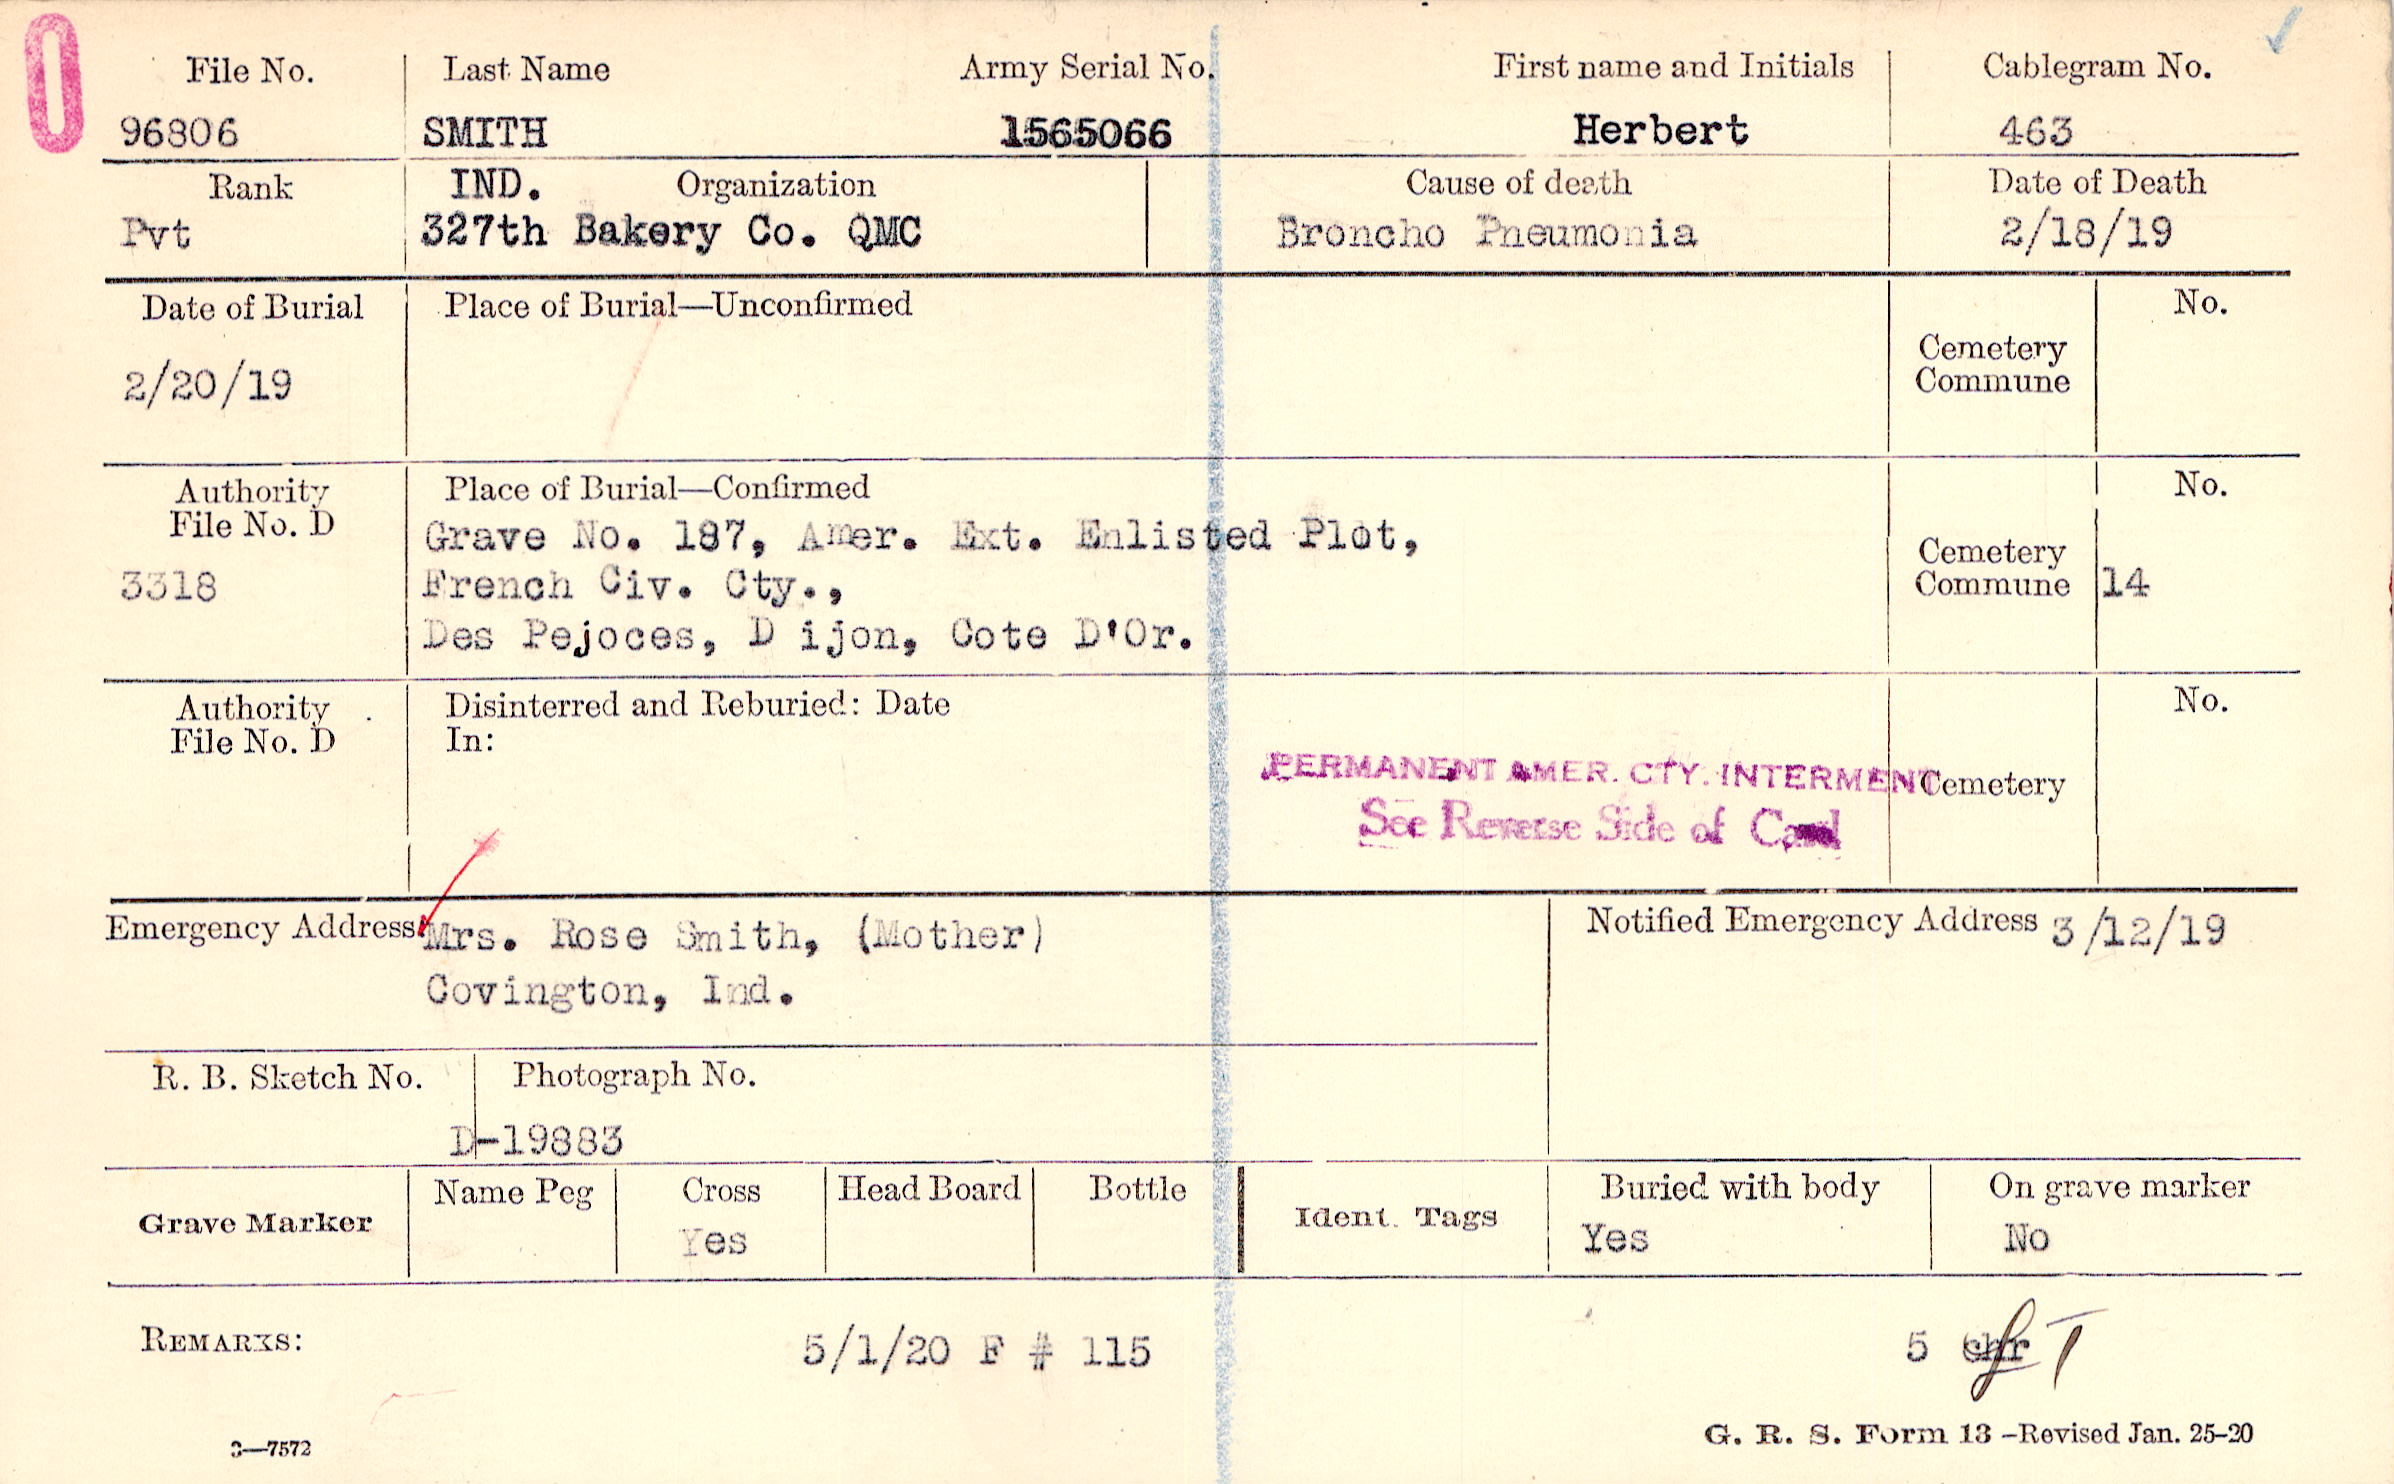 File No. Last Name Army Serial No. First name and Initials Cablegram No.
96806 SMITH 1565066 Herbert 463
Rank IND. Organization Cause of death Date of Death
Pvt 327th Bakery Co. QMC Broncho Pneumonia 2/18/19
Date of Burial Place of Burial—Unconfirmed No.
Cemetery
Commune
2/20/19
Authority Place of Burial—Confirmed No.
File No. D
Grave No. 187, Amer. Ext. Enlisted Plot,
3318 French Civ. Cty., Cemetery
Commune 14
Des Pejoces, D ijon, Cote D'Or.
Authority Disinterred and Reburied: Date No.
File No. D In:
PERMANENT AMER. CTY. INTERMENT Cemetery
See Reverse Side of Card
Emergency Address Mrs. Rose Smith, (Mother) Notified Emergency Address 3/12/19
Covington, Ind.
R. B. Sketch No. Photograph No.
D-19883
Grave Marker Name Peg Cross Head Board Bottle Ident. Tags Buried with body On grave marker
Yes Yes No
REMARKS: 5/1/20 F # 115 5
3—7572 G. R. S. Form 13 -Revised Jan. 25-20